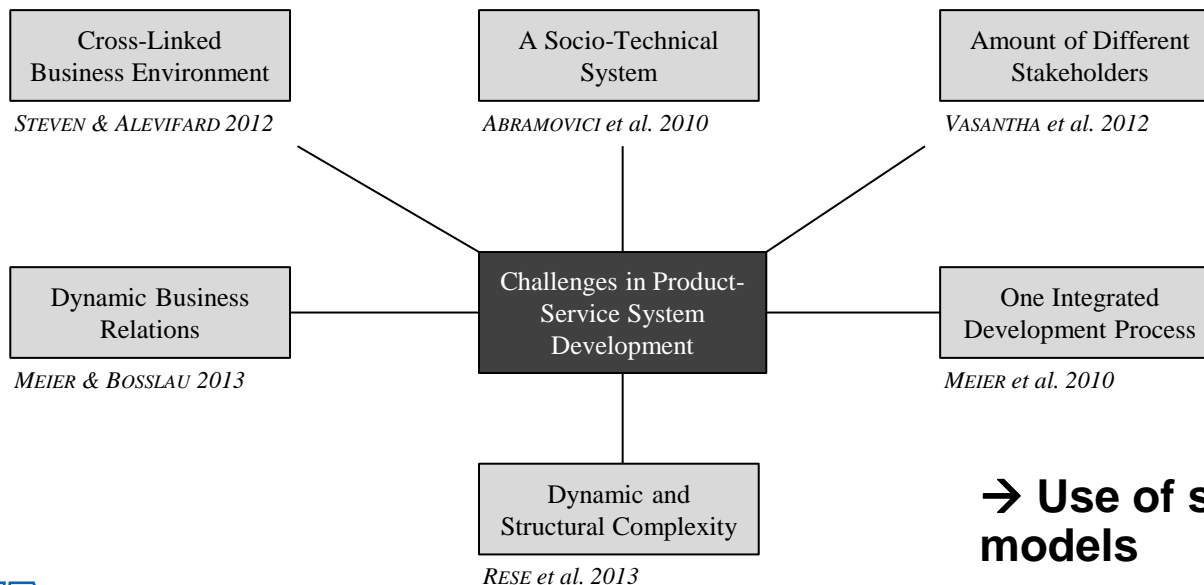 Cross-Linked
Business Environment
STEVEN & ALEVIFARD 2012
A Socio-Technical
System
ABRAMOVICI et al. 2010
Amount of Different
Stakeholders
VASANTHA et al. 2012
Dynamic Business
Relations
MEIER & BOSSLAU 2013
Challenges in Product-
Service System
Development
One Integrated
Development Process
MEIER et al. 2010
Dynamic and
Structural Complexity
RESE et al. 2013
→ Use of s
models